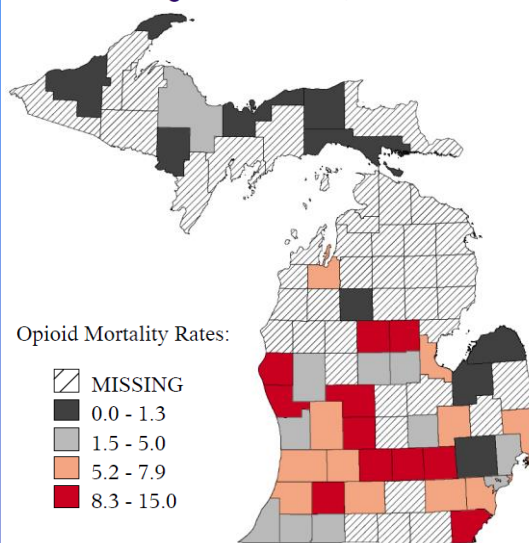 Opioid Mortality Rates:
MISSING
0.0 - 1.3
1.5 - 5.0
5.2 - 7.9
8.3 - 15.0